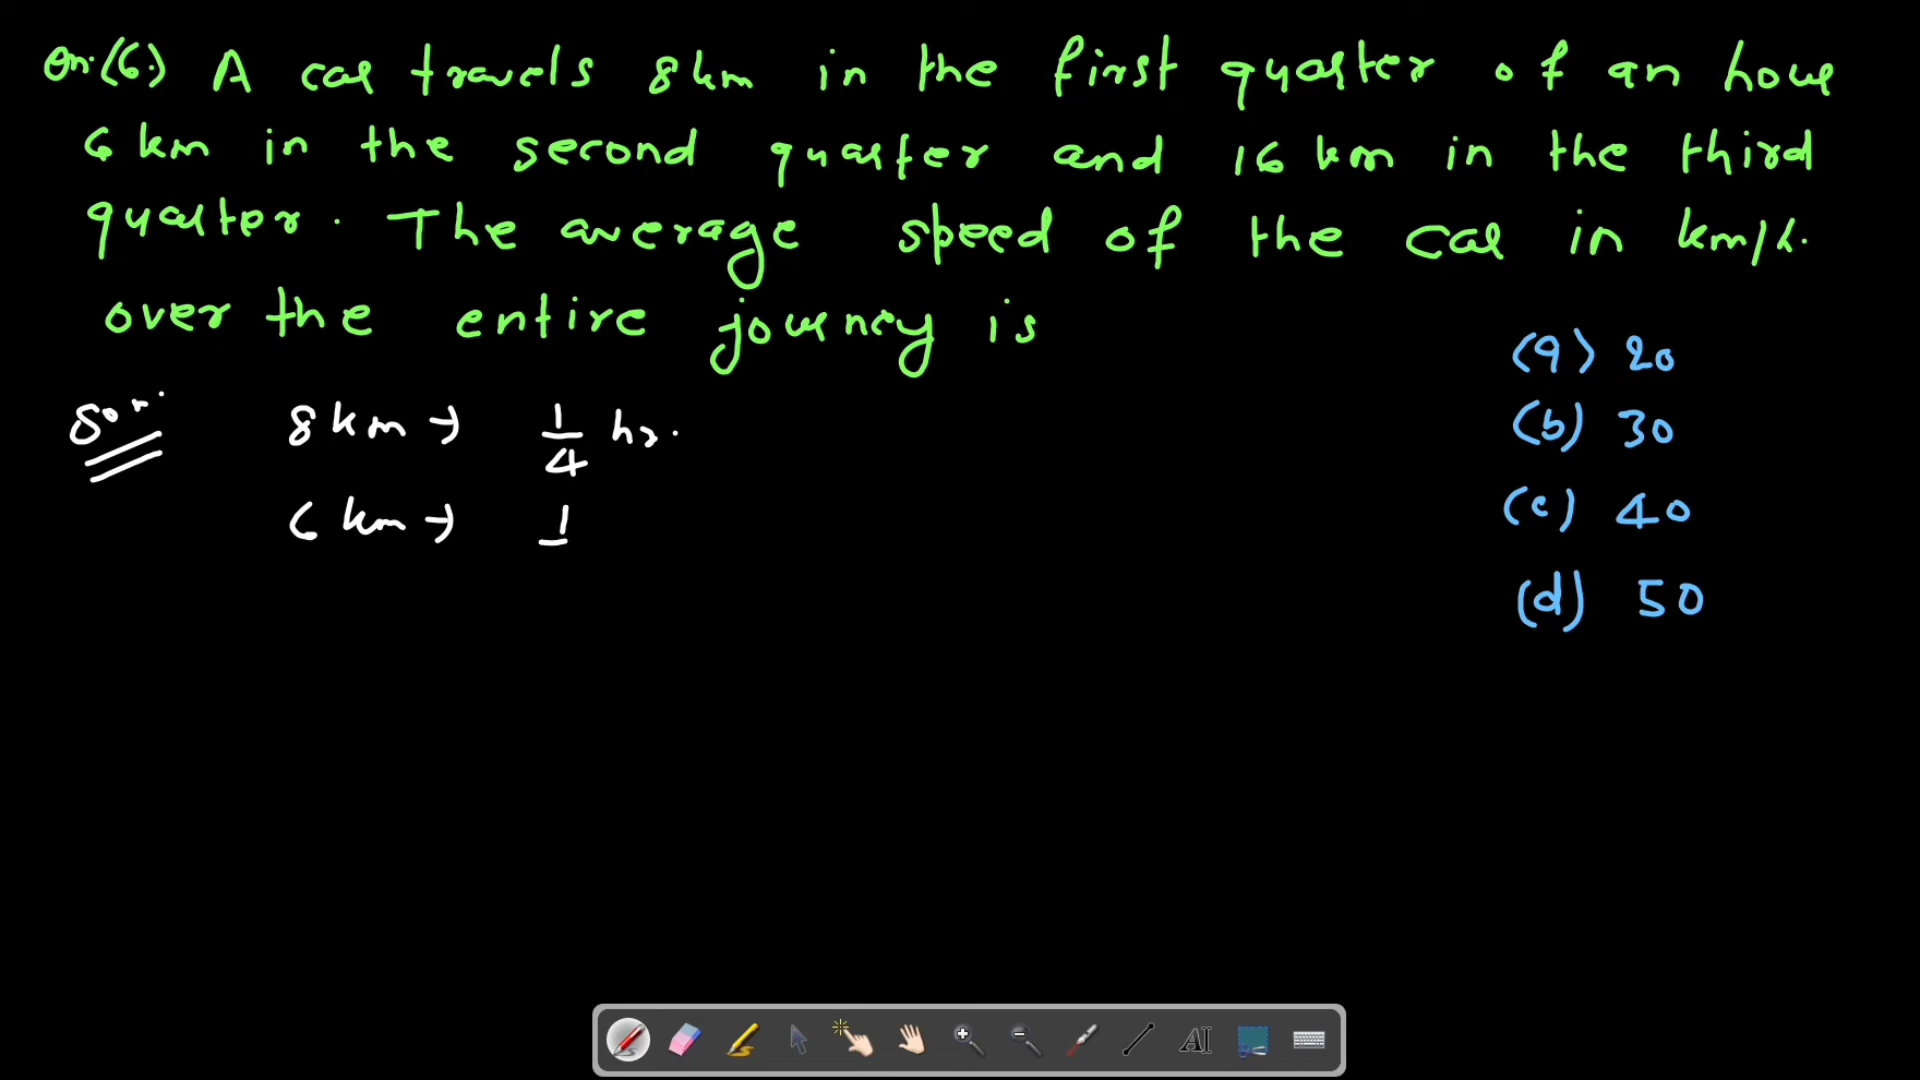 Qn.(6.) A car travels 8 km in the first quarter of an hour
6 km in the second quarter and 16 km in the third
quarter. The average speed of the car in km/h.
over the entire journey is
(a) 20
(b) 30
(c) 40
(d) 50
Son. 8 km → 1/4 hr.
6 km → 1
AI